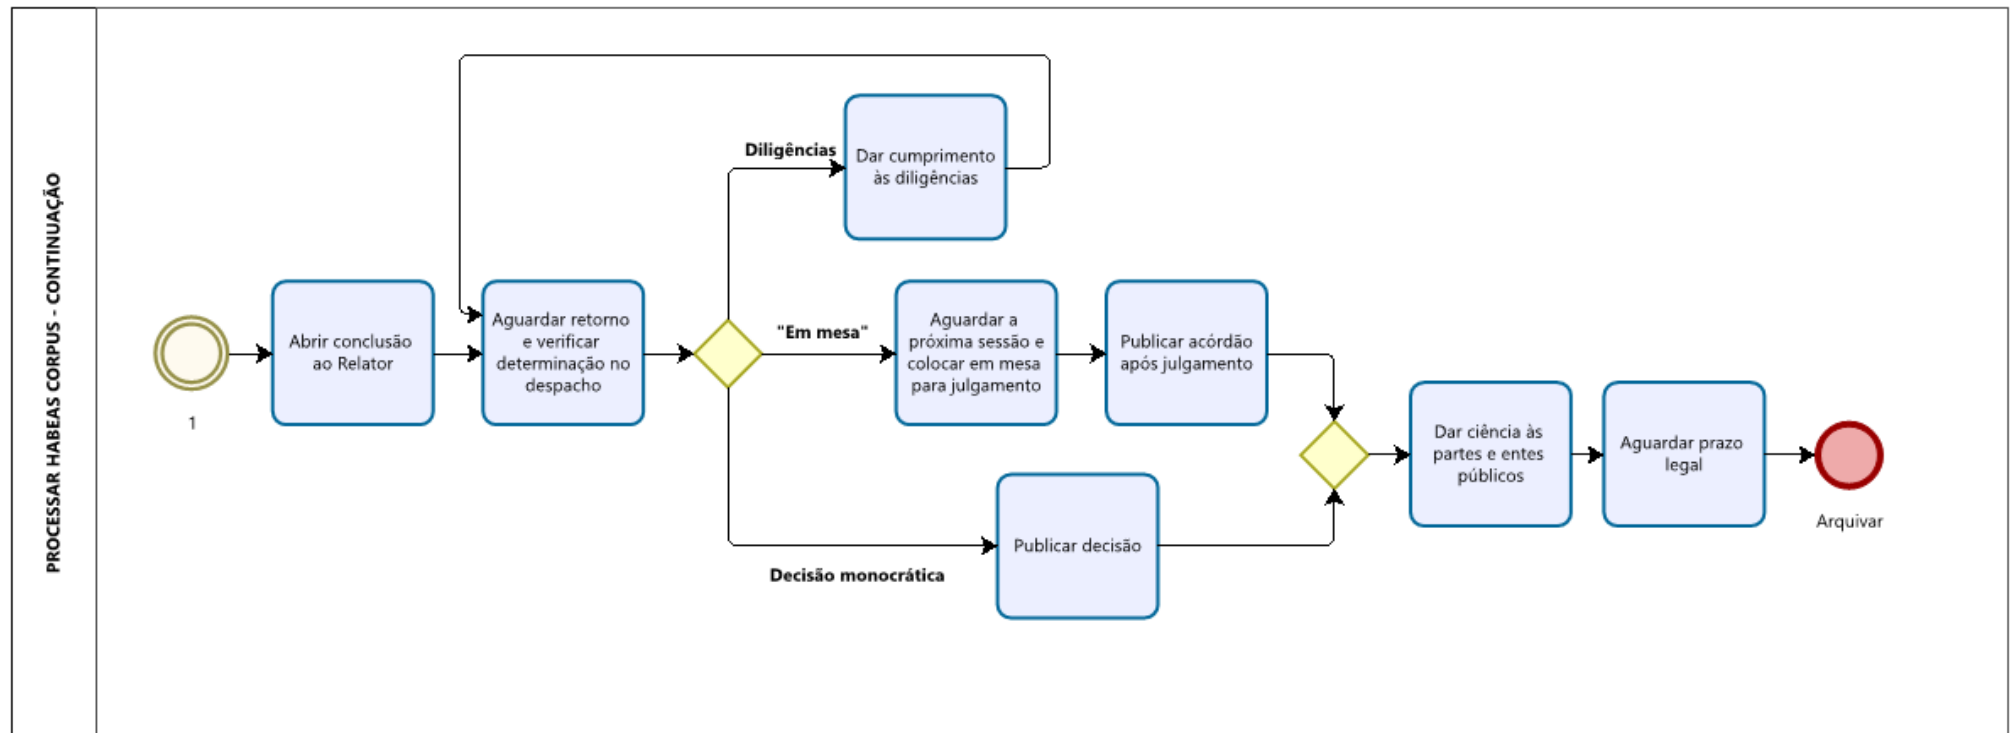 PROCESSAR HABEAS CORPUS - CONTINUAÇÃO
1
Abrir conclusão
ao Relator
Aguardar retorno
e verificar
determinação no
despacho
Diligências
Dar cumprimento
às diligências
"Em mesa"
Aguardar a
próxima sessão e
colocar em mesa
para julgamento
Publicar acórdão
após julgamento
Decisão monocrática
Publicar decisão
Dar ciência às
partes e entes
públicos
Aguardar prazo
legal
Arquivar